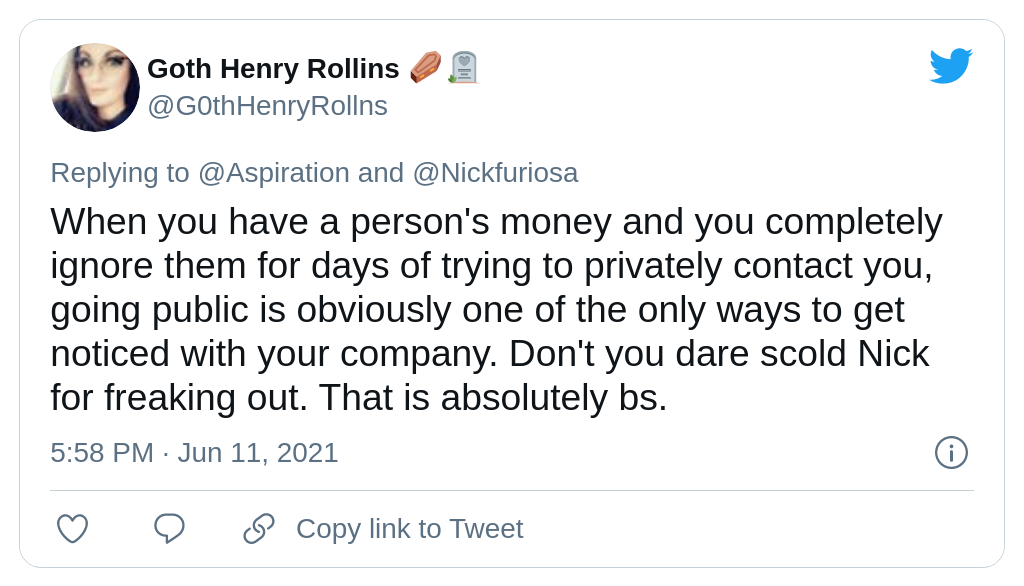 Goth Henry Rollins ⚰️🪦
@G0thHenryRollns
Replying to @Aspiration and @Nickfuriosa
When you have a person's money and you completely
ignore them for days of trying to privately contact you,
going public is obviously one of the only ways to get
noticed with your company. Don't you dare scold Nick
for freaking out. That is absolutely bs.
5:58 PM · Jun 11, 2021
Copy link to Tweet